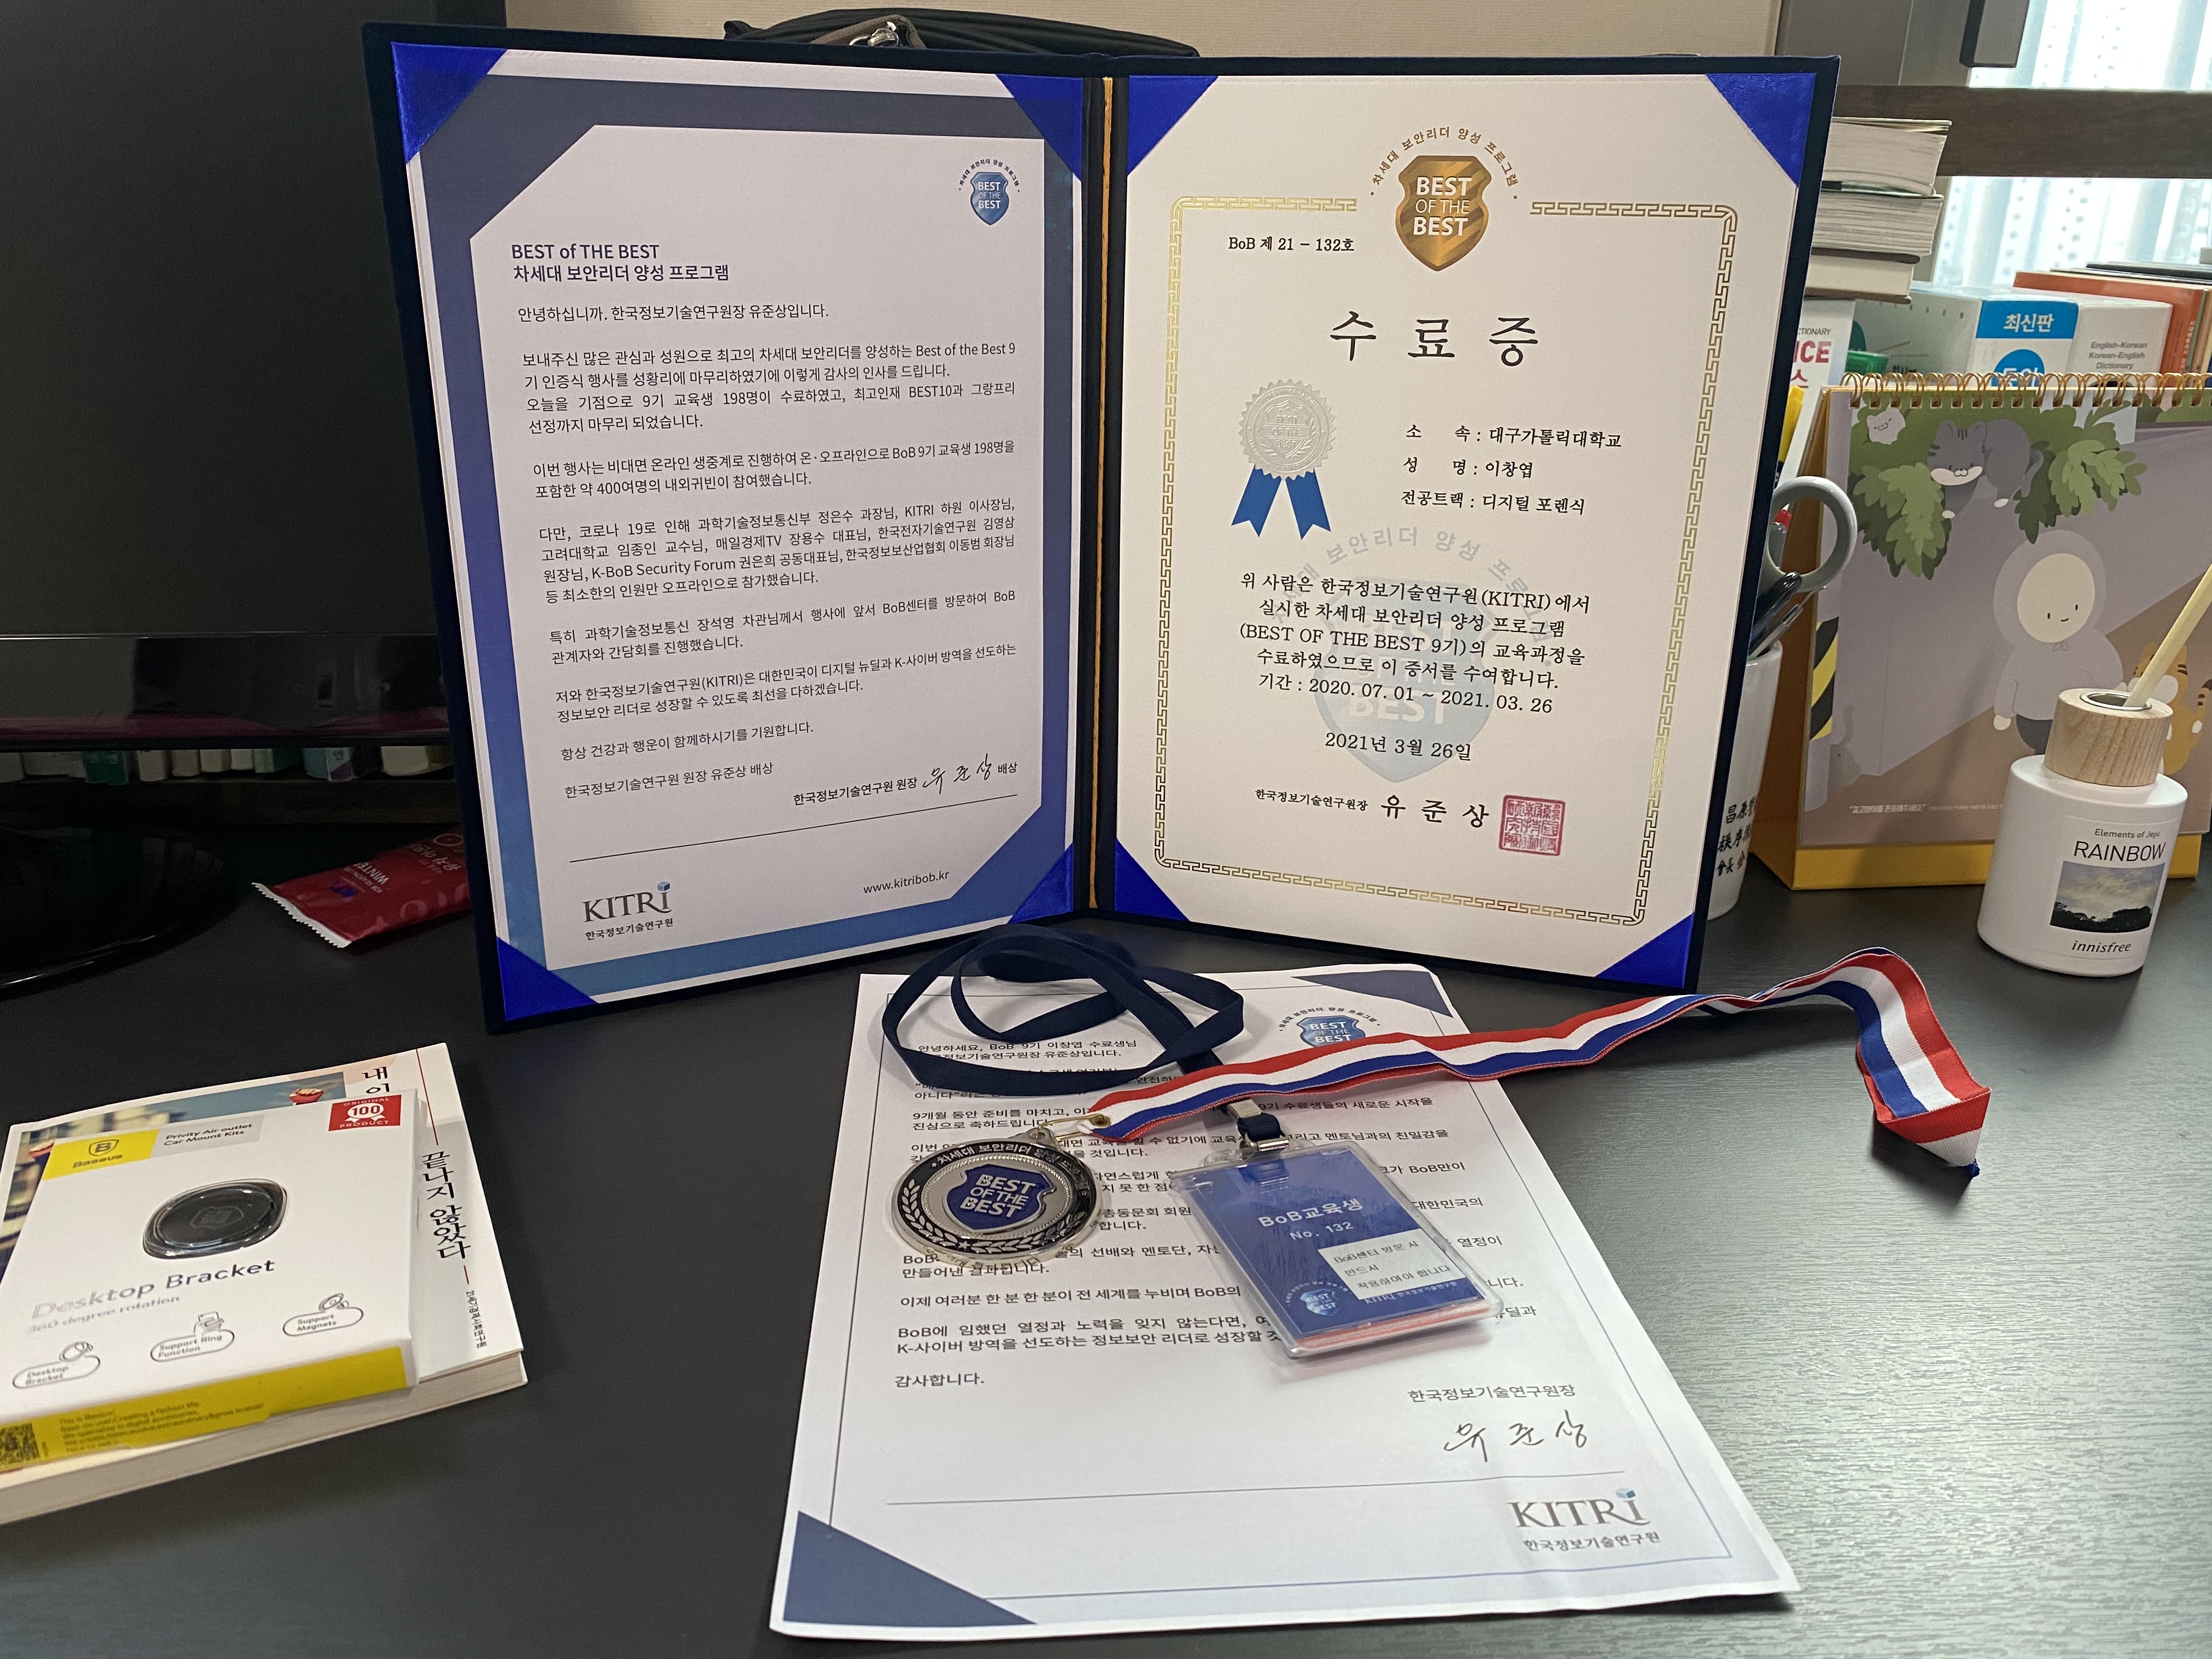 BEST
OF THE
BEST
BEST of THE BEST
차세대 보안리더 양성 프로그램
안녕하십니까. 한국정보기술연구원장 유준상입니다.
보내주신 많은 관심과 성원으로 최고의 차세대 보안리더를 양성하는 Best of the Best 9
기 인증식 행사를 성황리에 마무리하였기에 이렇게 감사의 인사를 드립니다.
오늘을 기점으로 9기 교육생 198명이 수료하였고, 최고인재 BEST10과 그랑프리
선정까지 마무리 되었습니다.
이번 행사는 비대면 온라인 생중계로 진행하여 온·오프라인으로 BoB 9기 교육생 198명을
포함한 약 400여명의 내외귀빈이 참여했습니다.
다만, 코로나 19로 인해 과학기술정보통신부 정은수 과장님, KITRI 하원 이사장님,
고려대학교 임종인 교수님, 매일경제TV 장용수 대표님, 한국전자기술연구원 김영삼
원장님, K-BoB Security Forum 권은희 공동대표님, 한국정보보산업협회 이동범 회장님
등 최소한의 인원만 오프라인으로 참가했습니다.
특히 과학기술정보통신 장석영 차관님께서 행사에 앞서 BoB센터를 방문하여 BoB
관계자와 간담회를 진행했습니다.
저와 한국정보기술연구원(KITRI)은 대한민국이 디지털 뉴딜과 K-사이버 방역을 선도하는
정보보안 리더로 성장할 수 있도록 최선을 다하겠습니다.
항상 건강과 행운이 함께하시기를 기원합니다.
한국정보기술연구원 원장 유준상 배상
한국정보기술연구원 원장 유준상 배상
KITRI
한국정보기술연구원
www.kitribob.kr
차세대 보안리더 양성 프로그램
BEST
OF THE
BEST
BoB 제 21 - 132호
수료증
소 속 : 대구가톨릭대학교
성 명 : 이창엽
전공트랙 : 디지털 포렌식
위 사람은 한국정보기술연구원(KITRI)에서
실시한 차세대 보안리더 양성 프로그램
(BEST OF THE BEST 9기)의 교육과정을
수료하였으므로 이 증서를 수여합니다.
기간 : 2020. 07. 01 ~ 2021. 03. 26
2021년 3월 26일
한국정보기술연구원장 유준상
최신판
English-Korean
Korean-English
Dictionary
Elements of Jeju
RAINBOW
innisfree
BEST
OF THE
BEST
안녕하세요, BoB 9기 이창엽 수료생님
정보기술연구원장 유준상입니다.
아니다"
9개월 동안 준비를 마치고, 9기 수료생들의 새로운 시작을
진심으로 축하드립니다.
이번 수 없기에 교육 멘토님과의 친밀감을
BoB만이
지 못 한
총동문회 회원 대한민국의
선배와 멘토단, 열정이
만들어낸 결과입니다.
이제 여러분 한 분 한 분이 전 세계를 누비며 BoB의
BoB에 임했던 열정과 노력을 잊지 않는다면,
K-사이버 방역을 선도하는 정보보안 리더로 성장할
감사합니다.
한국정보기술연구원장
유준상
KITRI
한국정보기술연구원
차세대 보안리더
BEST
OF THE
BEST
BoB교육생
No. 132
BoB센터 방문 시
반드시
착용하여야 합니다
끝나지 않았다
ORIGINAL
100
PRODUCT
Baseus
Privity Air outlet
Car Mount Kits
Desktop Bracket
360 degree rotation
Desktop
Bracket
Support Ring
Function
Support
Magnets